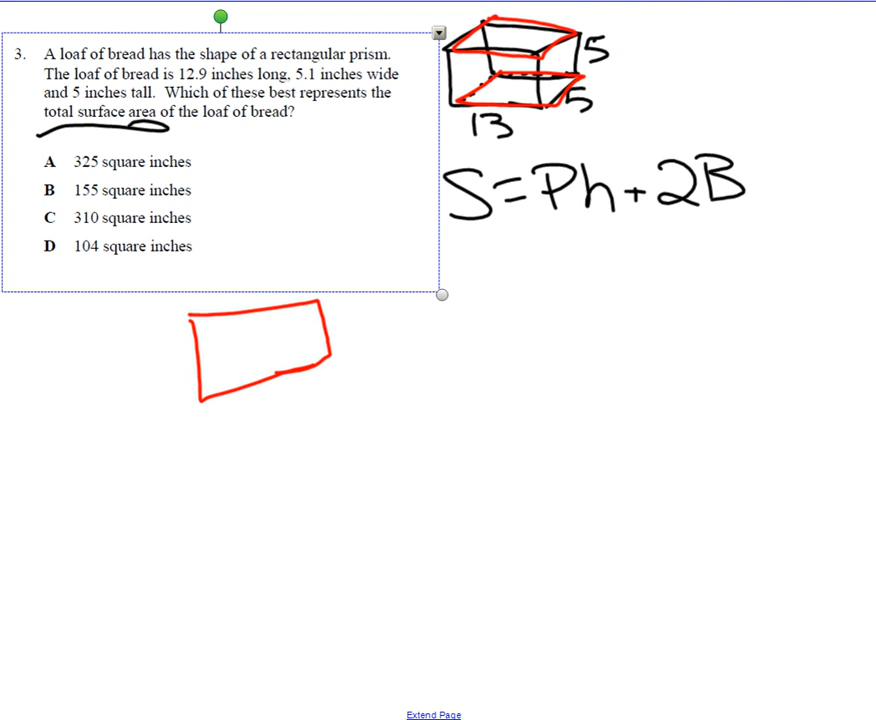 3. A loaf of bread has the shape of a rectangular prism.
The loaf of bread is 12.9 inches long, 5.1 inches wide
and 5 inches tall. Which of these best represents the
total surface area of the loaf of bread?
A 325 square inches
B 155 square inches
C 310 square inches
D 104 square inches
5
5
13
S=Ph+2B
Extend Page